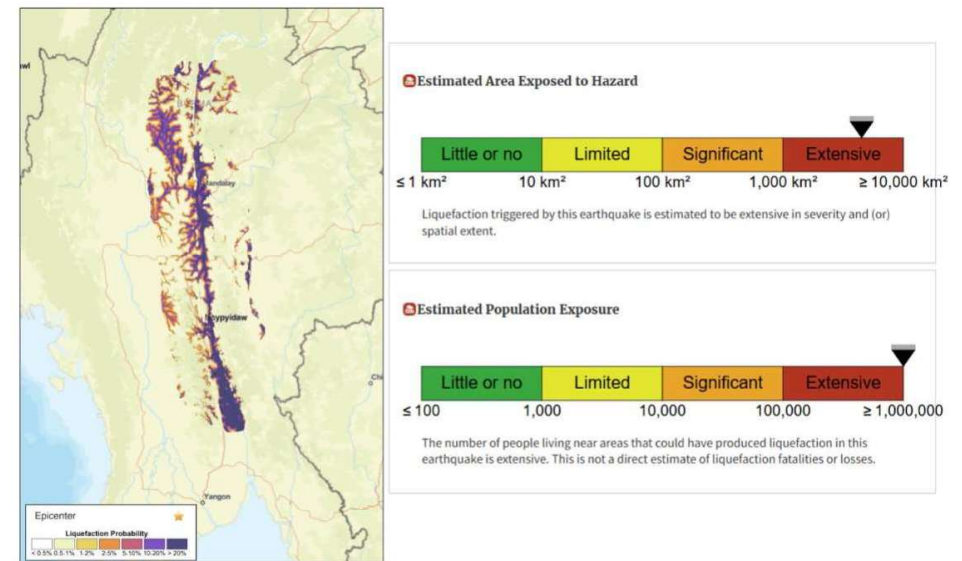 Mandalay
Yangon
Epicenter
Liquefaction Probability
< 0.5% 0.5-1% 1-2% 2-5% 5-10% 10-20% > 20%
Estimated Area Exposed to Hazard
Little or no Limited Significant Extensive
≤ 1 km² 10 km² 100 km² 1,000 km² ≥ 10,000 km²
Liquefaction triggered by this earthquake is estimated to be extensive in severity and (or)
spatial extent.
Estimated Population Exposure
Little or no Limited Significant Extensive
≤ 100 1,000 10,000 100,000 ≥ 1,000,000
The number of people living near areas that could have produced liquefaction in this
earthquake is extensive. This is not a direct estimate of liquefaction fatalities or losses.